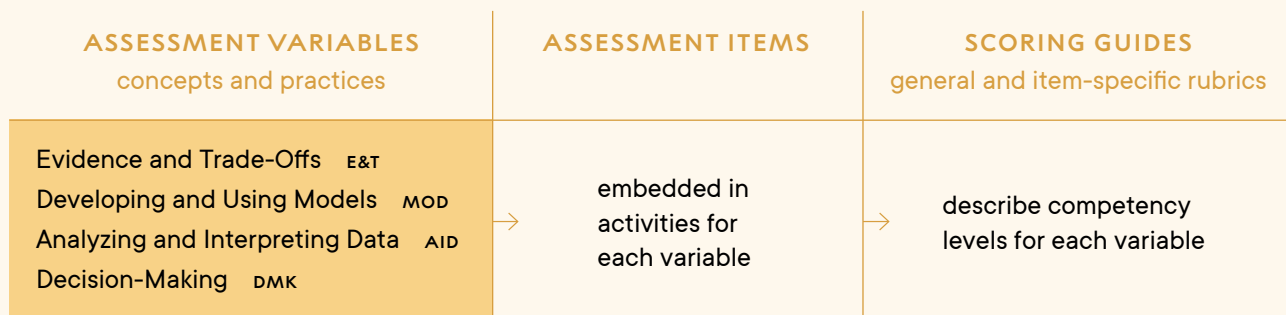 ASSESSMENT VARIABLES
concepts and practices
ASSESSMENT ITEMS
SCORING GUIDES
general and item-specific rubrics
Evidence and Trade-Offs E&T
Developing and Using Models MOD
Analyzing and Interpreting Data AID
Decision-Making DMK
embedded in
activities for
each variable
describe competency
levels for each variable